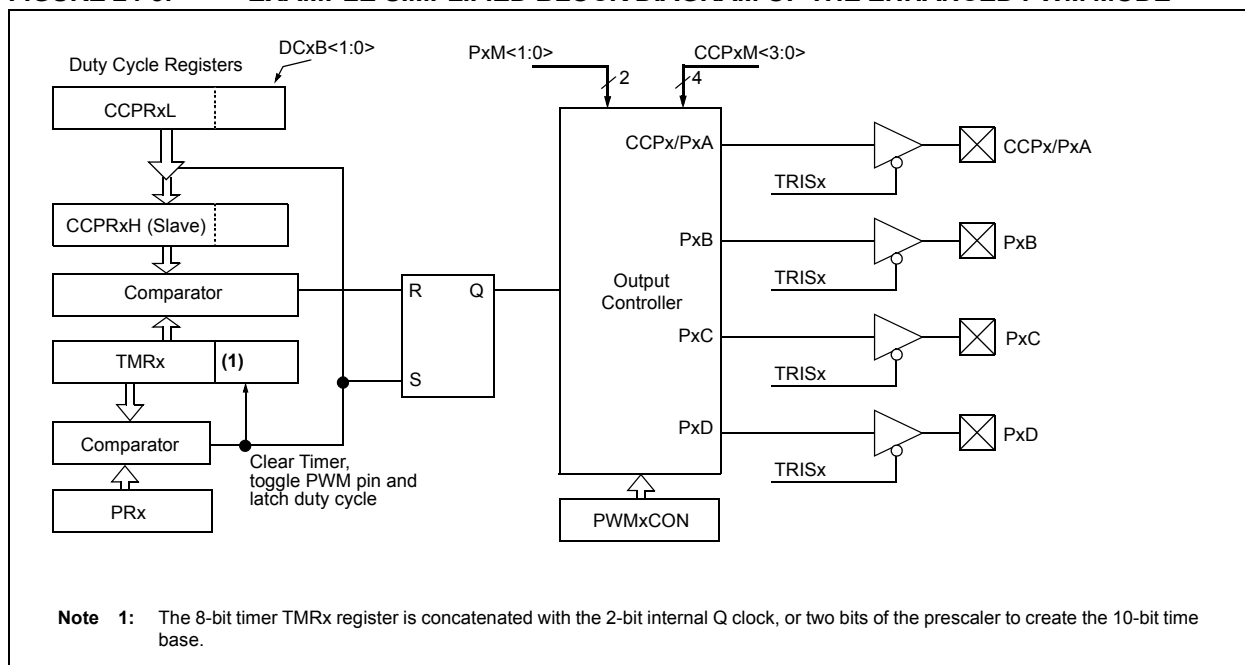 DCxB<1:0>
Duty Cycle Registers
CCPRxL
CCPRxH (Slave)
Comparator
TMRx
(1)
Comparator
PRx
Clear Timer,
toggle PWM pin and
latch duty cycle
R
Q
S
PxM<1:0>
2
CCPxM<3:0>
4
Output
Controller
CCPx/PxA
PxB
PxC
PxD
PWMxCON
TRISx
CCPx/PxA
TRISx
PxB
TRISx
PxC
TRISx
PxD
Note 1: The 8-bit timer TMRx register is concatenated with the 2-bit internal Q clock, or two bits of the prescaler to create the 10-bit time
base.